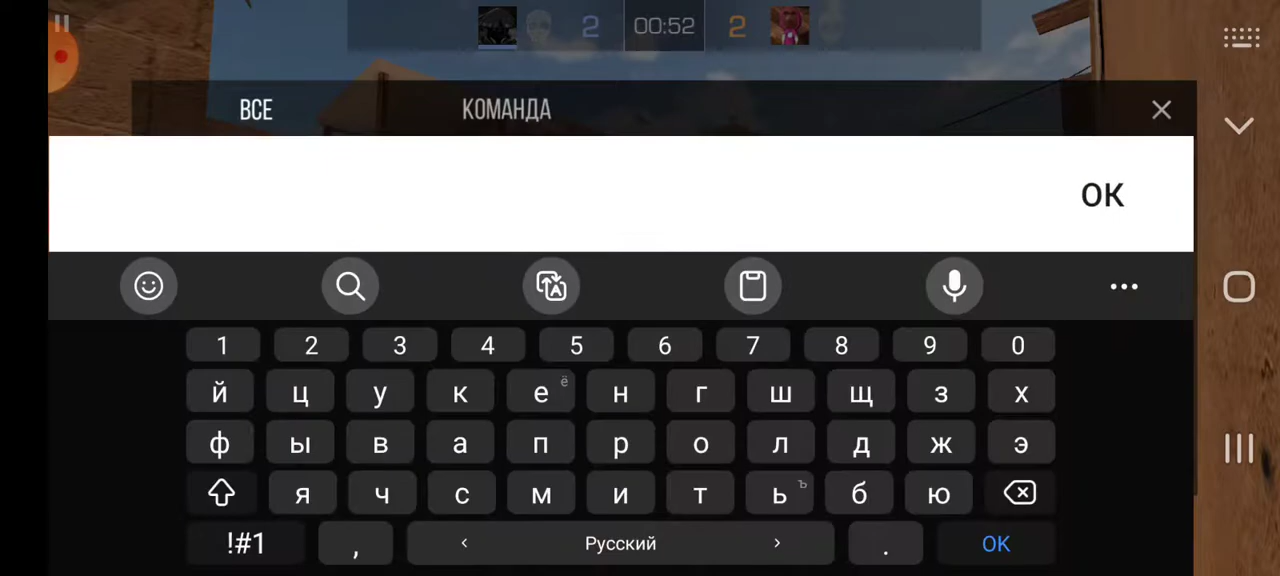 2 00:52 2
ВСЕ КОМАНДА
OK
1 2 3 4 5 6 7 8 9 0
й ц у к е ё н г ш щ з х
ф ы в а п р о л д ж э
я ч с м и т ь ъ б ю
!#1 , < Русский > . OK